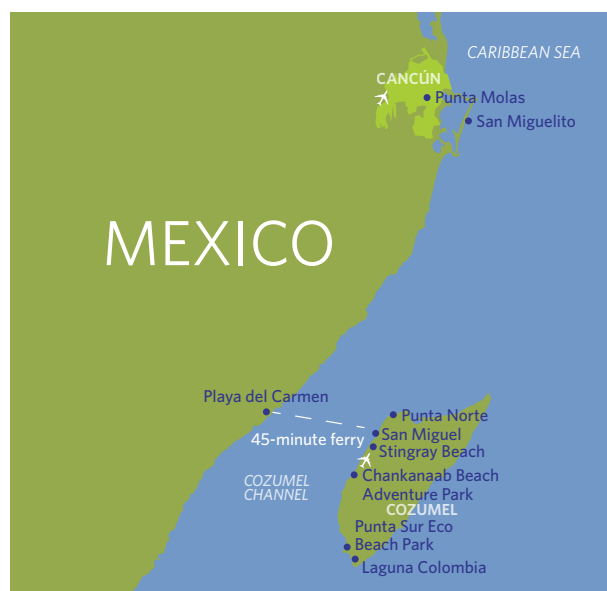 CARIBBEAN SEA
CANCÚN
Punta Molas
San Miguelito
MEXICO
Playa del Carmen
Punta Norte
San Miguel
45-minute ferry
Stingray Beach
Chankanaab Beach
Adventure Park
COZUMEL
CHANNEL
COZUMEL
Punta Sur Eco
Beach Park
Laguna Colombia